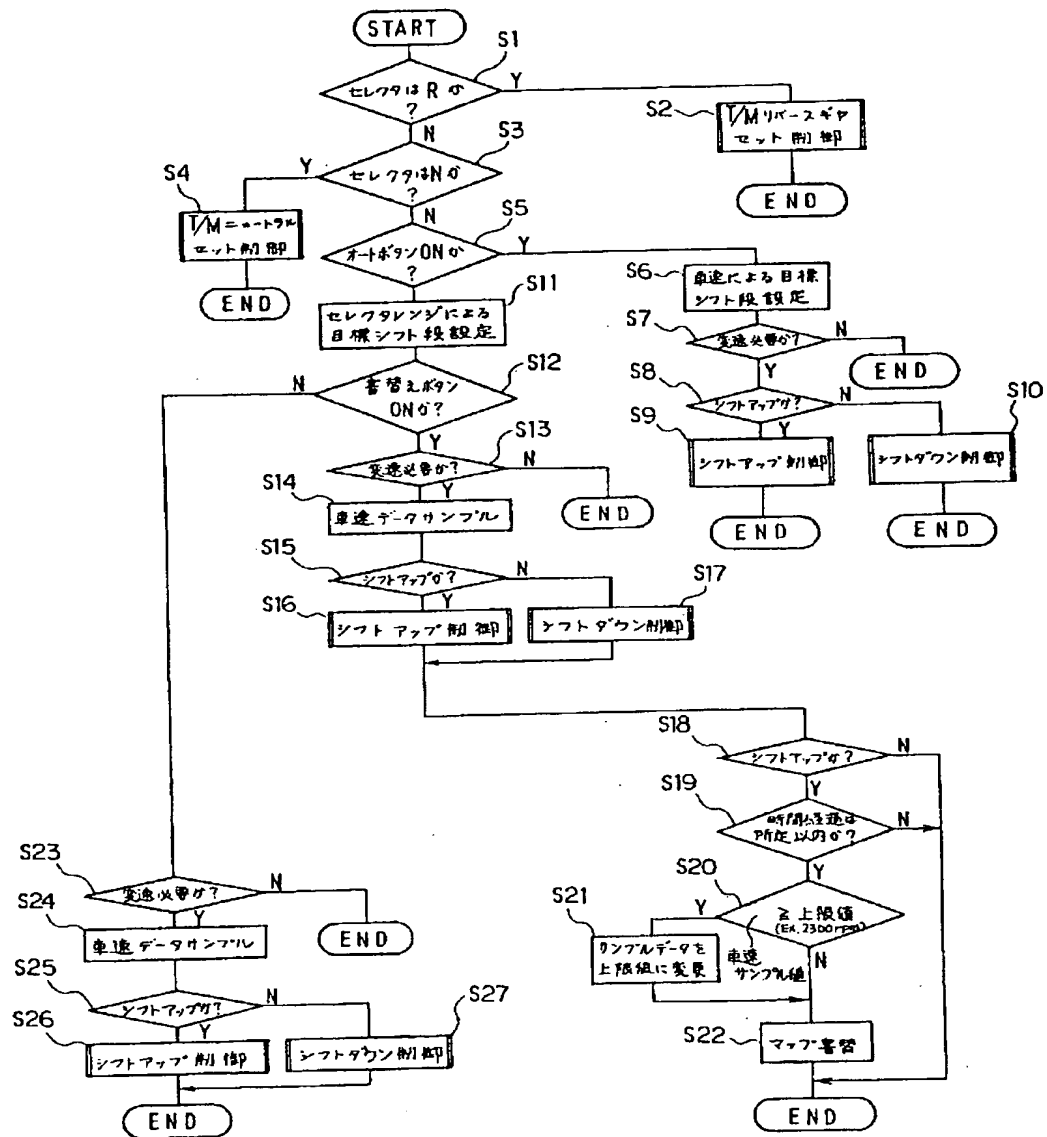 START
S1
セレクタは R か
?
Y
N
S2
T/M リバースギヤ
セット制御
END
S3
セレクタはNか
?
Y
N
S4
T/Mニュートラル
セット制御
END
S5
オートボタンONか
?
Y
N
S6
車速による目標
シフト段設定
S7
変速必要か?
N
Y
END
S8
シフトアップか?
N
Y
S9
シフトアップ制御
END
S10
シフトダウン制御
END
S11
セレクタレンジによる
目標シフト段設定
S12
書替えボタン
ONか?
N
Y
S13
変速必要か?
N
Y
END
S14
車速データサンプル
S15
シフトアップか?
N
Y
S16
シフトアップ制御
S17
シフトダウン制御
S18
シフトアップか?
N
Y
S19
時間経過は
所定以内か?
N
Y
S20
≧上限値
(EX.2300rpm)
車速
サンプル値
Y
N
S21
サンプルデータを
上限組に変更
S22
マップ書替
END
S23
変速必要か?
N
Y
END
S24
車速データサンプル
S25
シフトアップか?
N
Y
S26
シフトアップ制御
S27
シフトダウン制御
END